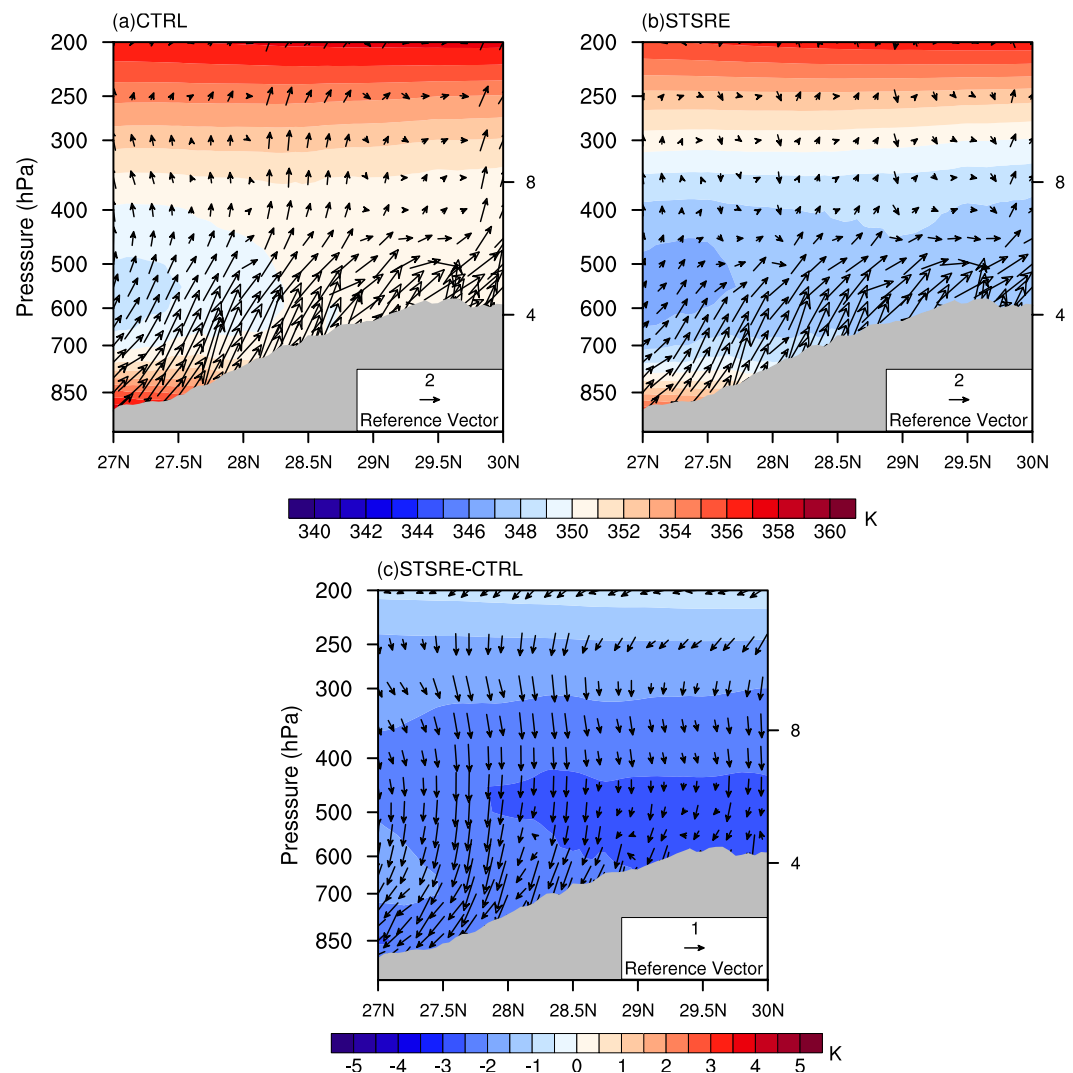 (a)CTRL
200
250
300
400
500
600
700
850
Presssure (hPa)
8
4
2
Reference Vector
27N 27.5N 28N 28.5N 29N 29.5N 30N
(b)STSRE
200
250
300
400
500
600
700
850
8
4
2
Reference Vector
27N 27.5N 28N 28.5N 29N 29.5N 30N
340 342 344 346 348 350 352 354 356 358 360 K
(c)STSRE-CTRL
200
250
300
400
500
600
700
850
Presssure (hPa)
8
4
1
Reference Vector
27N 27.5N 28N 28.5N 29N 29.5N 30N
-5 -4 -3 -2 -1 0 1 2 3 4 5 K